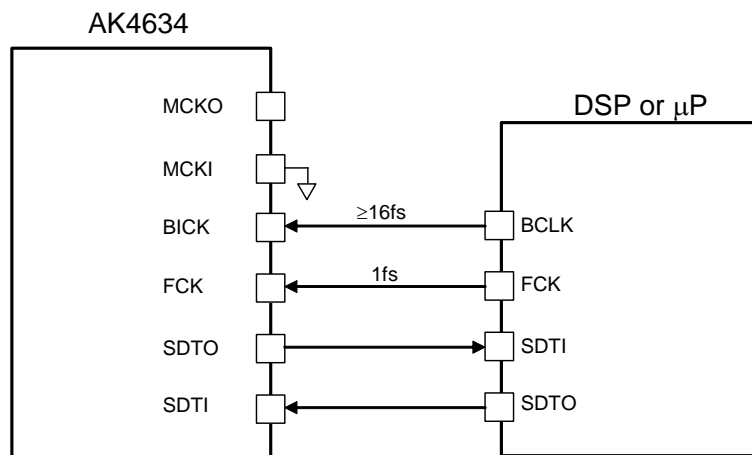 AK4634
DSP or μP
MCKO
MCKI
BICK
≥16fs
BCLK
FCK
1fs
FCK
SDTO
SDTI
SDTI
SDTO